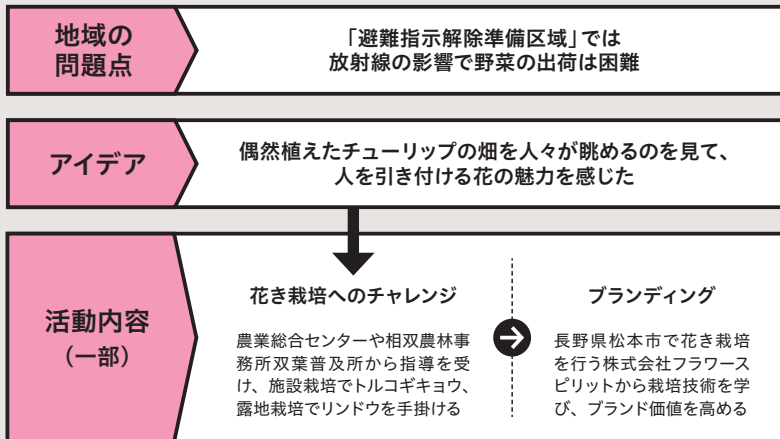 地域の
問題点
「避難指示解除準備区域」では
放射線の影響で野菜の出荷は困難
アイデア
偶然植えたチューリップの畑を人々が眺めるのを見て、
人を引き付ける花の魅力を感じた
活動内容
（一部）
花き栽培へのチャレンジ
農業総合センターや相双農林事
務所双葉普及所から指導を受
け、施設栽培でトルコギキョウ、
露地栽培でリンドウを手掛ける
ブランディング
長野県松本市で花き栽培
を行う株式会社フラワース
ピリットから栽培技術を学
び、ブランド価値を高める